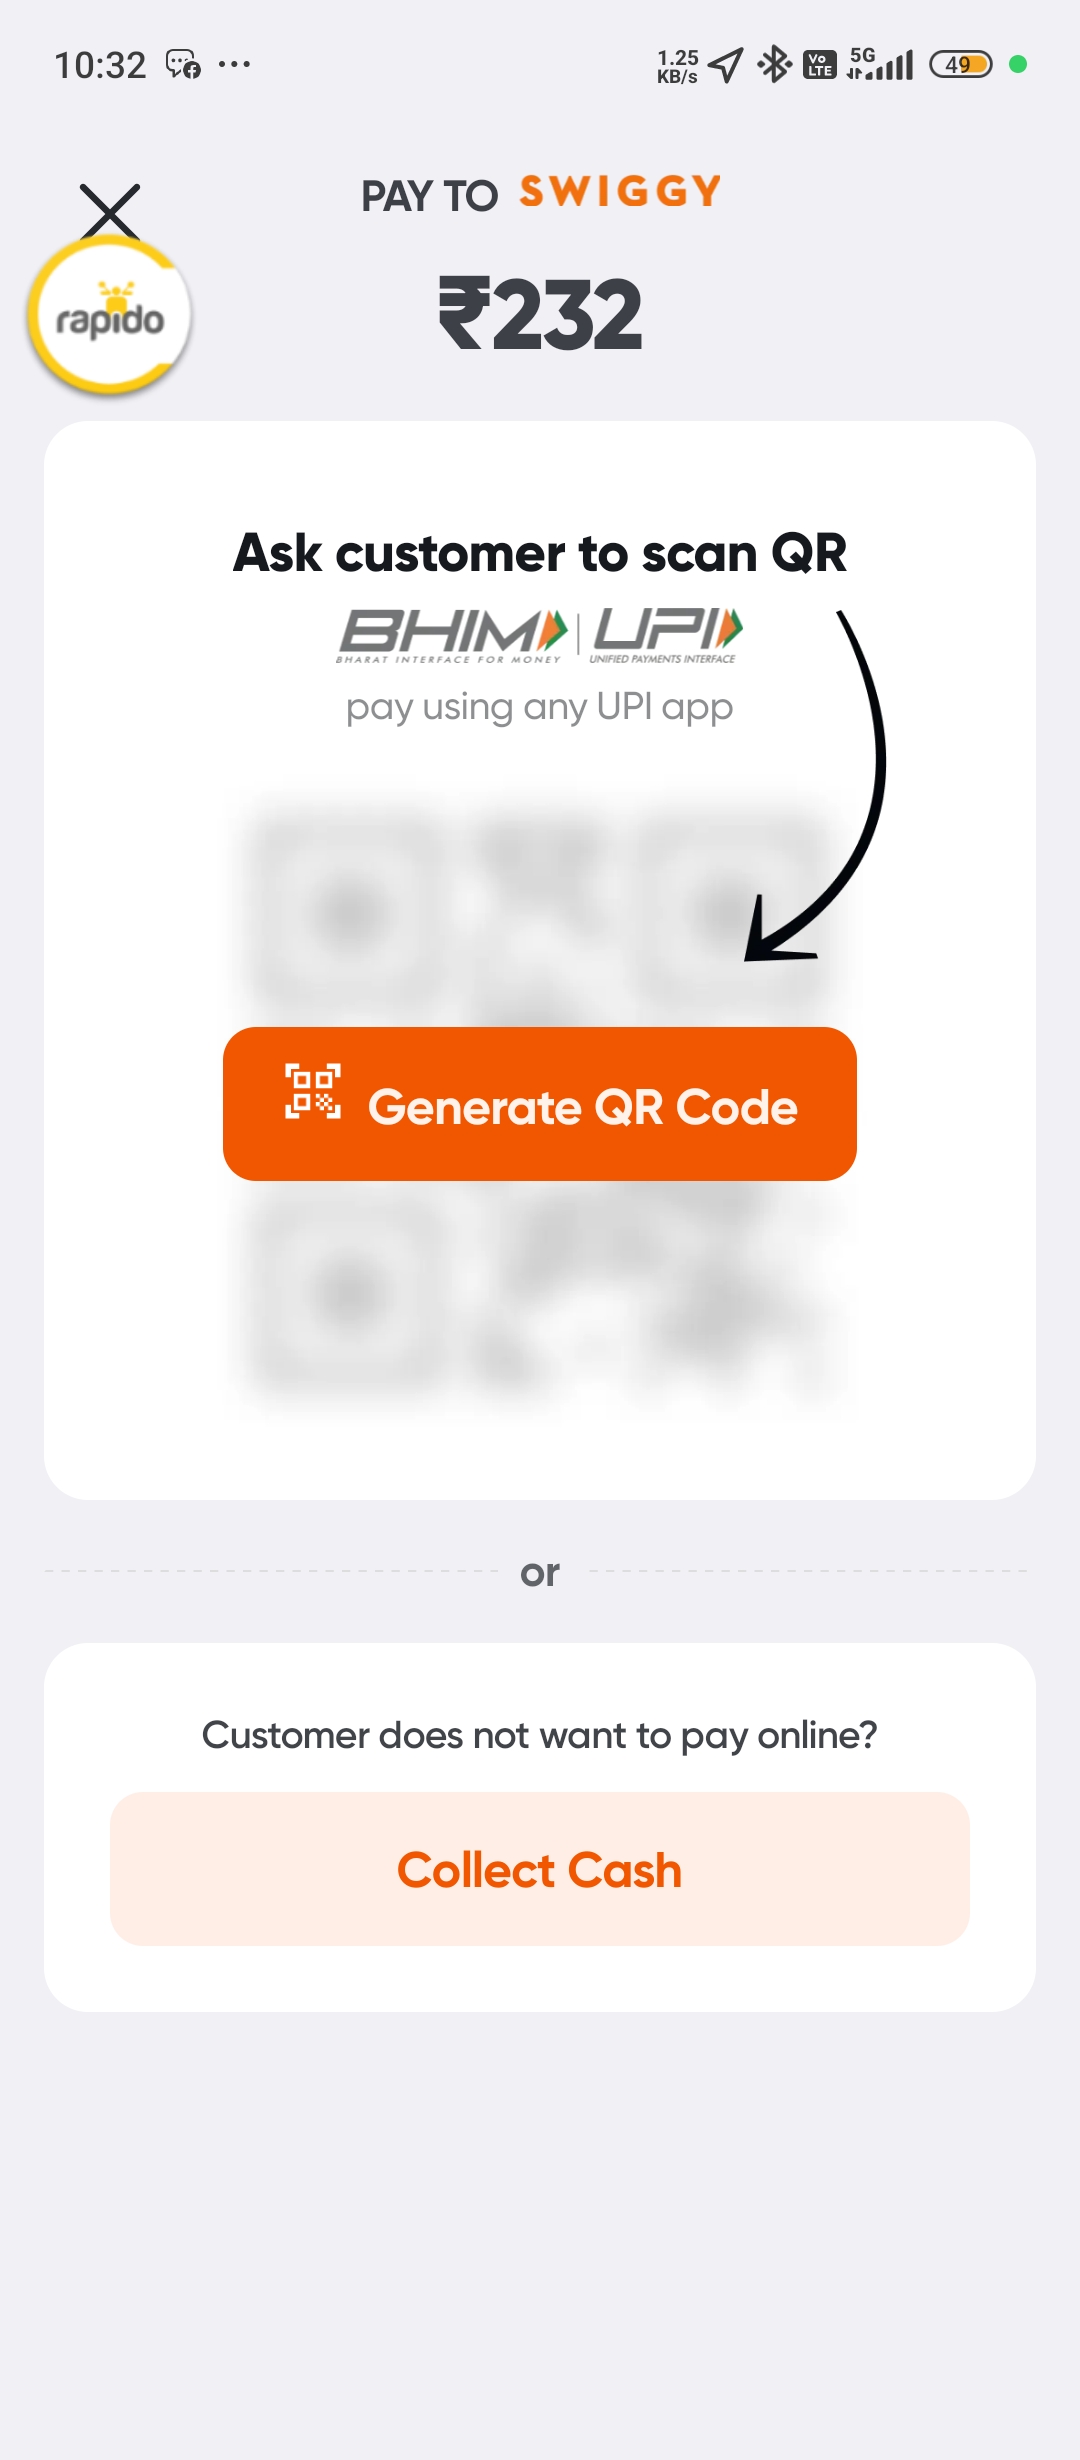 10:32
1.25
KB/s
Vo
LTE
5G
49
PAY TO SWIGGY
rapido
₹232
Ask customer to scan QR
BHIM UPI
BHARAT INTERFACE FOR MONEY UNIFIED PAYMENTS INTERFACE
pay using any UPI app
Generate QR Code
or
Customer does not want to pay online?
Collect Cash